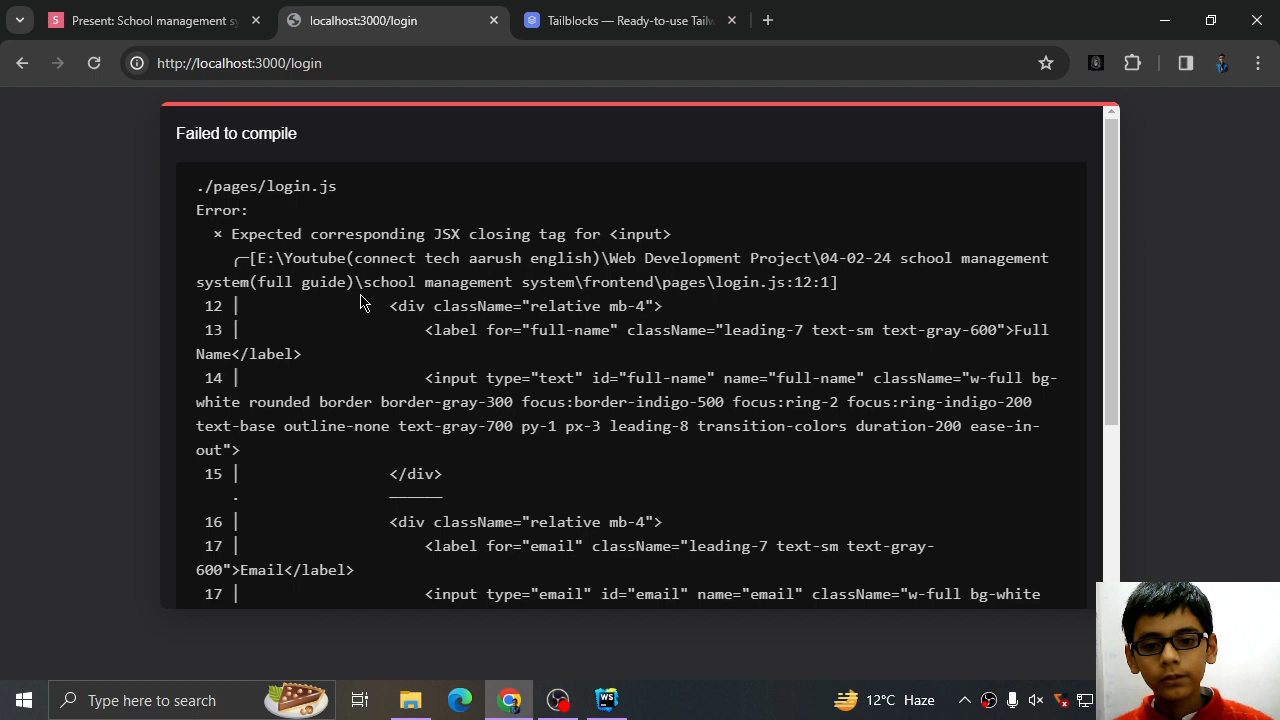 Present: School management sy
localhost:3000/login
Tailblocks — Ready-to-use Tailw
http://localhost:3000/login
Failed to compile
./pages/login.js
Error:
× Expected corresponding JSX closing tag for <input>
╭─[E:\Youtube(connect tech aarush english)\Web Development Project\04-02-24 school management
system(full guide)\school management system\frontend\pages\login.js:12:1]
12 │ <div className="relative mb-4">
13 │ <label for="full-name" className="leading-7 text-sm text-gray-600">Full
Name</label>
14 │ <input type="text" id="full-name" name="full-name" className="w-full bg-
white rounded border border-gray-300 focus:border-indigo-500 focus:ring-2 focus:ring-indigo-200
text-base outline-none text-gray-700 py-1 px-3 leading-8 transition-colors duration-200 ease-in-
out">
15 │ </div>
· ──────
16 │ <div className="relative mb-4">
17 │ <label for="email" className="leading-7 text-sm text-gray-
600">Email</label>
17 │ <input type="email" id="email" name="email" className="w-full bg-white
Type here to search
WS
12°C Haze